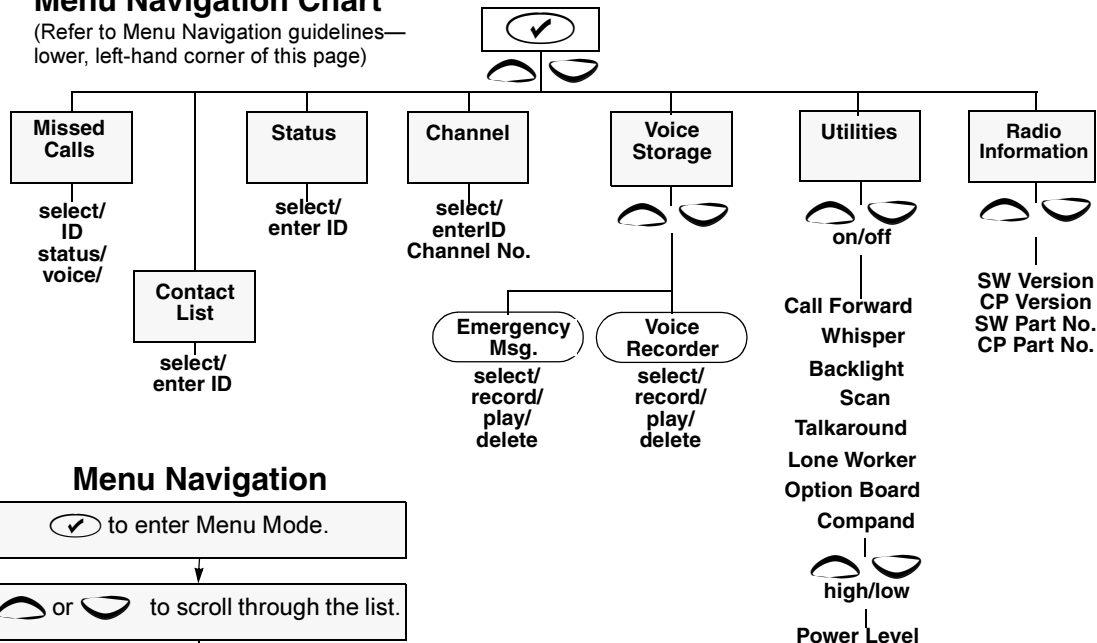 Menu Navigation Chart
(Refer to Menu Navigation guidelines—
lower, left-hand corner of this page)
Missed
Calls
select/
ID
status/
voice/
Contact
List
select/
enter ID
Status
select/
enter ID
Channel
select/
enterID
Channel No.
Voice
Storage
Emergency
Msg.
select/
record/
play/
delete
Voice
Recorder
select/
record/
play/
delete
Utilities
on/off
Call Forward
Whisper
Backlight
Scan
Talkaround
Lone Worker
Option Board
Compand
high/low
Power Level
Radio
Information
SW Version
CP Version
SW Part No.
CP Part No.
Menu Navigation
to enter Menu Mode.
or to scroll through the list.